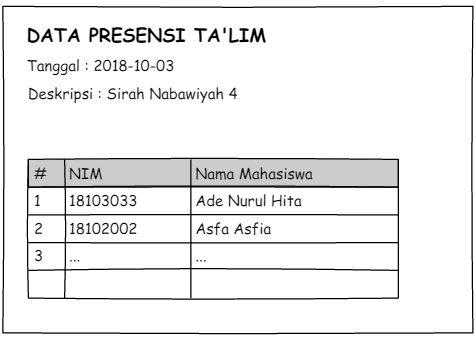 DATA PRESENSI TA'LIM
Tanggal : 2018-10-03
Deskripsi : Sirah Nabawiyah 4
# NIM Nama Mahasiswa
1 18103033 Ade Nurul Hita
2 18102002 Asfa Asfia
3 ... ...